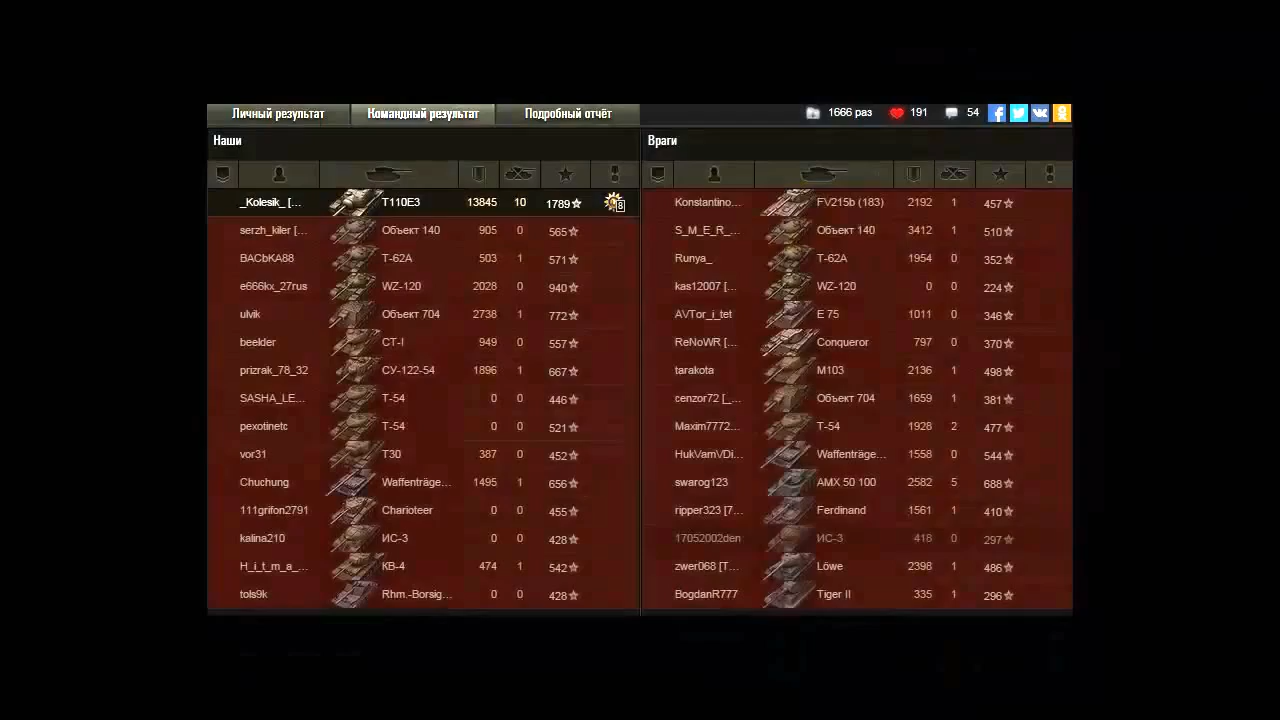 Личный результат Командный результат Подробный отчёт 1666 раз 191 54
Наши Враги
_Kolesik_ [... T110E3 13845 10 1789 8 Konstantino... FV215b (183) 2192 1 457
serzh_kiler [... Объект 140 905 0 565 S_M_E_R_... Объект 140 3412 1 510
BACbKA88 Т-62А 503 1 571 Runya_ Т-62А 1954 0 352
e666kx_27rus WZ-120 2028 0 940 kas12007 [... WZ-120 0 0 224
ulvik Объект 704 2738 1 772 AVTor_i_tet E 75 1011 0 346
beelder СТ-I 949 0 557 ReNoWR [... Conqueror 797 0 370
prizrak_78_32 СУ-122-54 1896 1 667 tarakota M103 2136 1 498
SASHA_LE... Т-54 0 0 446 cenzor72 [_... Объект 704 1659 1 381
pexotinetc Т-54 0 0 521 Maxim7772... Т-54 1928 2 477
vor31 T30 387 0 452 HukVamVDi... Waffenträge... 1558 0 544
Chuchung Waffenträge... 1495 1 656 swarog123 AMX 50 100 2582 5 688
111grifon2791 Charioteer 0 0 455 ripper323 [7... Ferdinand 1561 1 410
kalina210 ИС-3 0 0 428 17052002den ИС-3 418 0 297
H_i_t_m_a_... КВ-4 474 1 542 zwer068 [T... Löwe 2398 1 486
tols9k Rhm.-Borsig... 0 0 428 BogdanR777 Tiger II 335 1 296